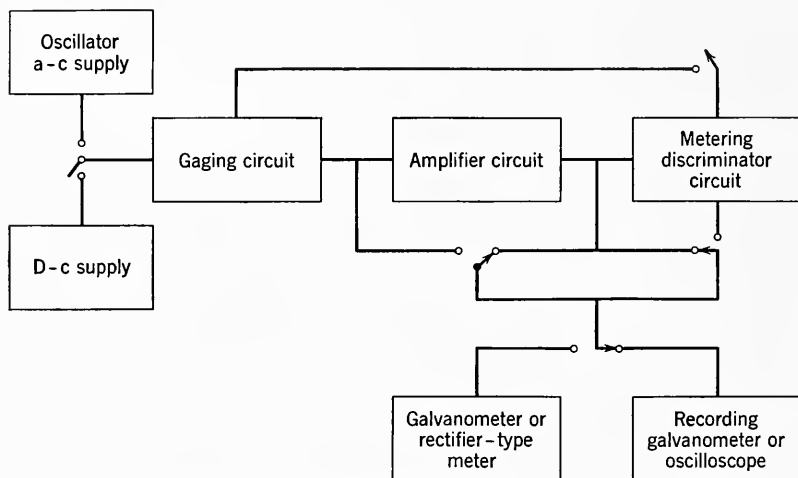 Oscillator
a-c supply
Gaging circuit
Amplifier circuit
Metering
discriminator
circuit
D-c supply
Galvanometer or
rectifier-type
meter
Recording
galvanometer or
oscilloscope